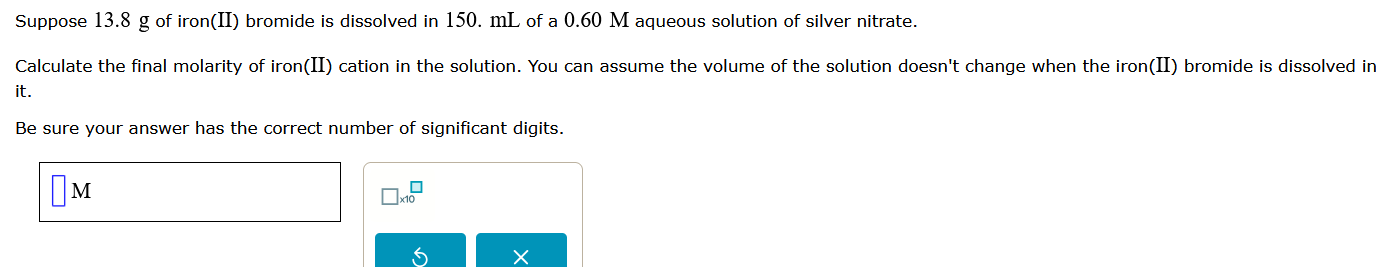 Suppose 13.8 g of iron(II) bromide is dissolved in 150. mL of a 0.60 M aqueous solution of silver nitrate.
Calculate the final molarity of iron(II) cation in the solution. You can assume the volume of the solution doesn't change when the iron(II) bromide is dissolved in
it.
Be sure your answer has the correct number of significant digits.
M
x10